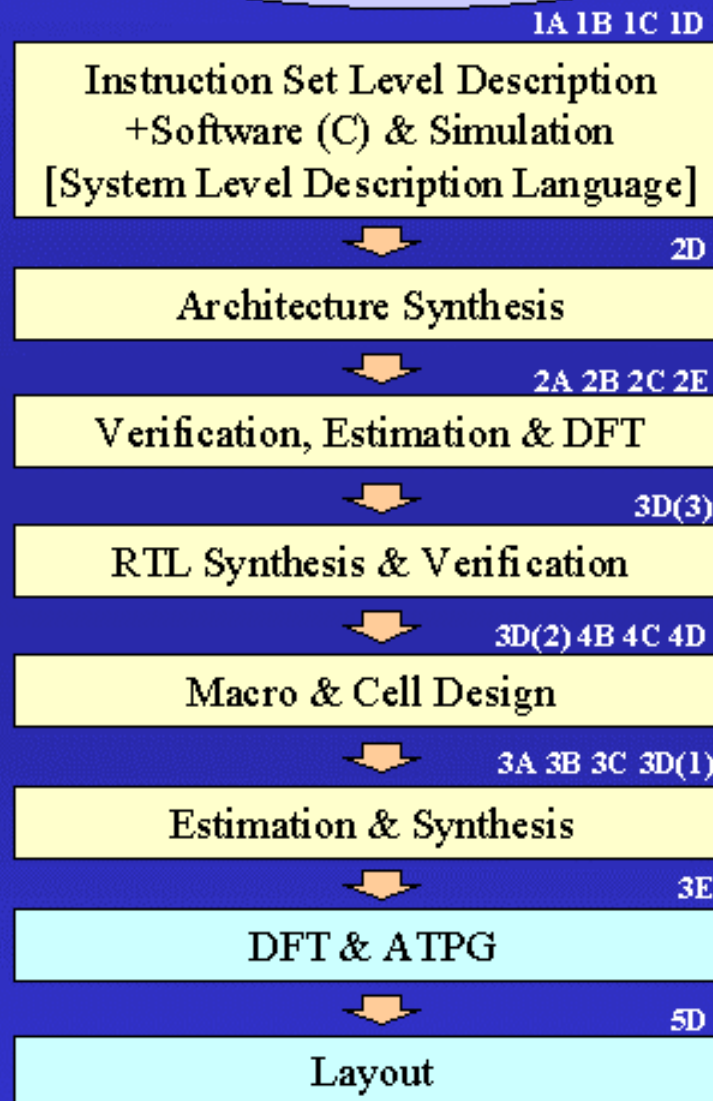 1A 1B 1C 1D
Instruction Set Level Description
+Software (C) & Simulation
[System Level Description Language]
2D
Architecture Synthesis
2A 2B 2C 2E
Verification, Estimation & DFT
3D(3)
RTL Synthesis & Verification
3D(2) 4B 4C 4D
Macro & Cell Design
3A 3B 3C 3D(1)
Estimation & Synthesis
3E
DFT & ATPG
5D
Layout